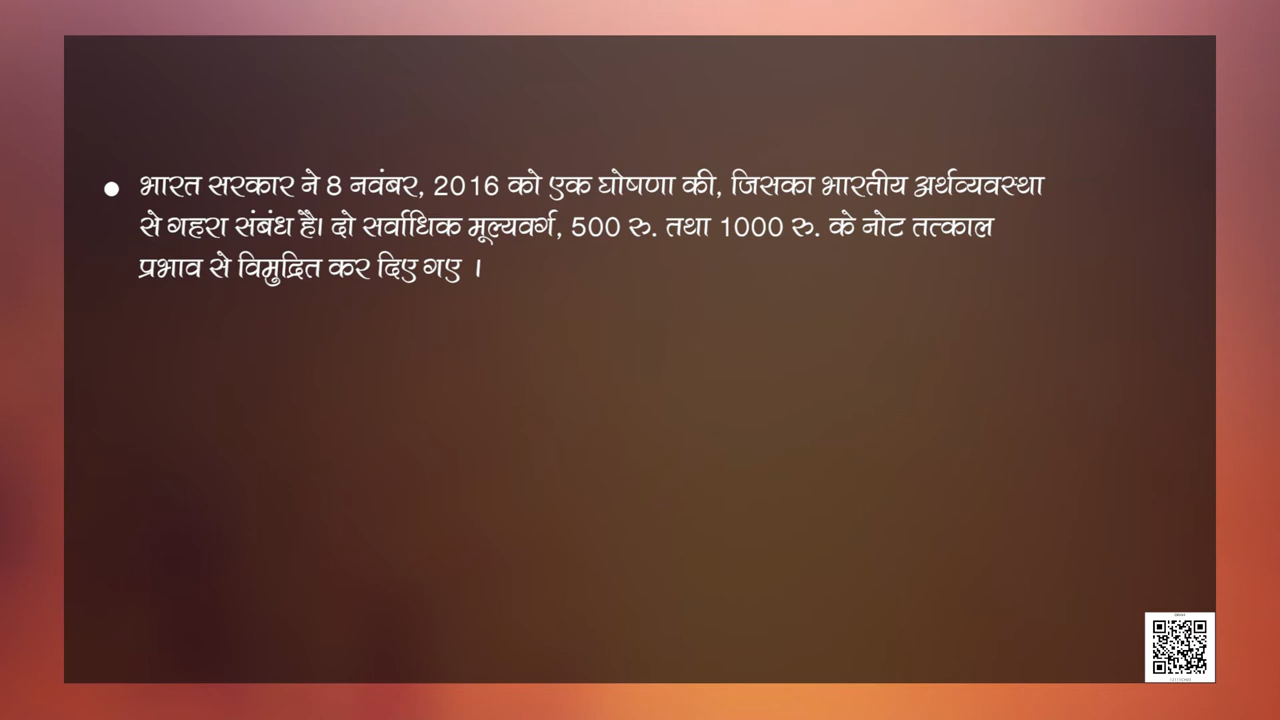 • भारत सरकार ने 8 नवंबर, 2016 को एक घोषणा की, जिसका भारतीय अर्थव्यवस्था
से गहरा संबंध है। दो सर्वाधिक मूल्यवर्ग, 500 रु. तथा 1000 रु. के नोट तत्काल
प्रभाव से विमुद्रित कर दिए गए ।